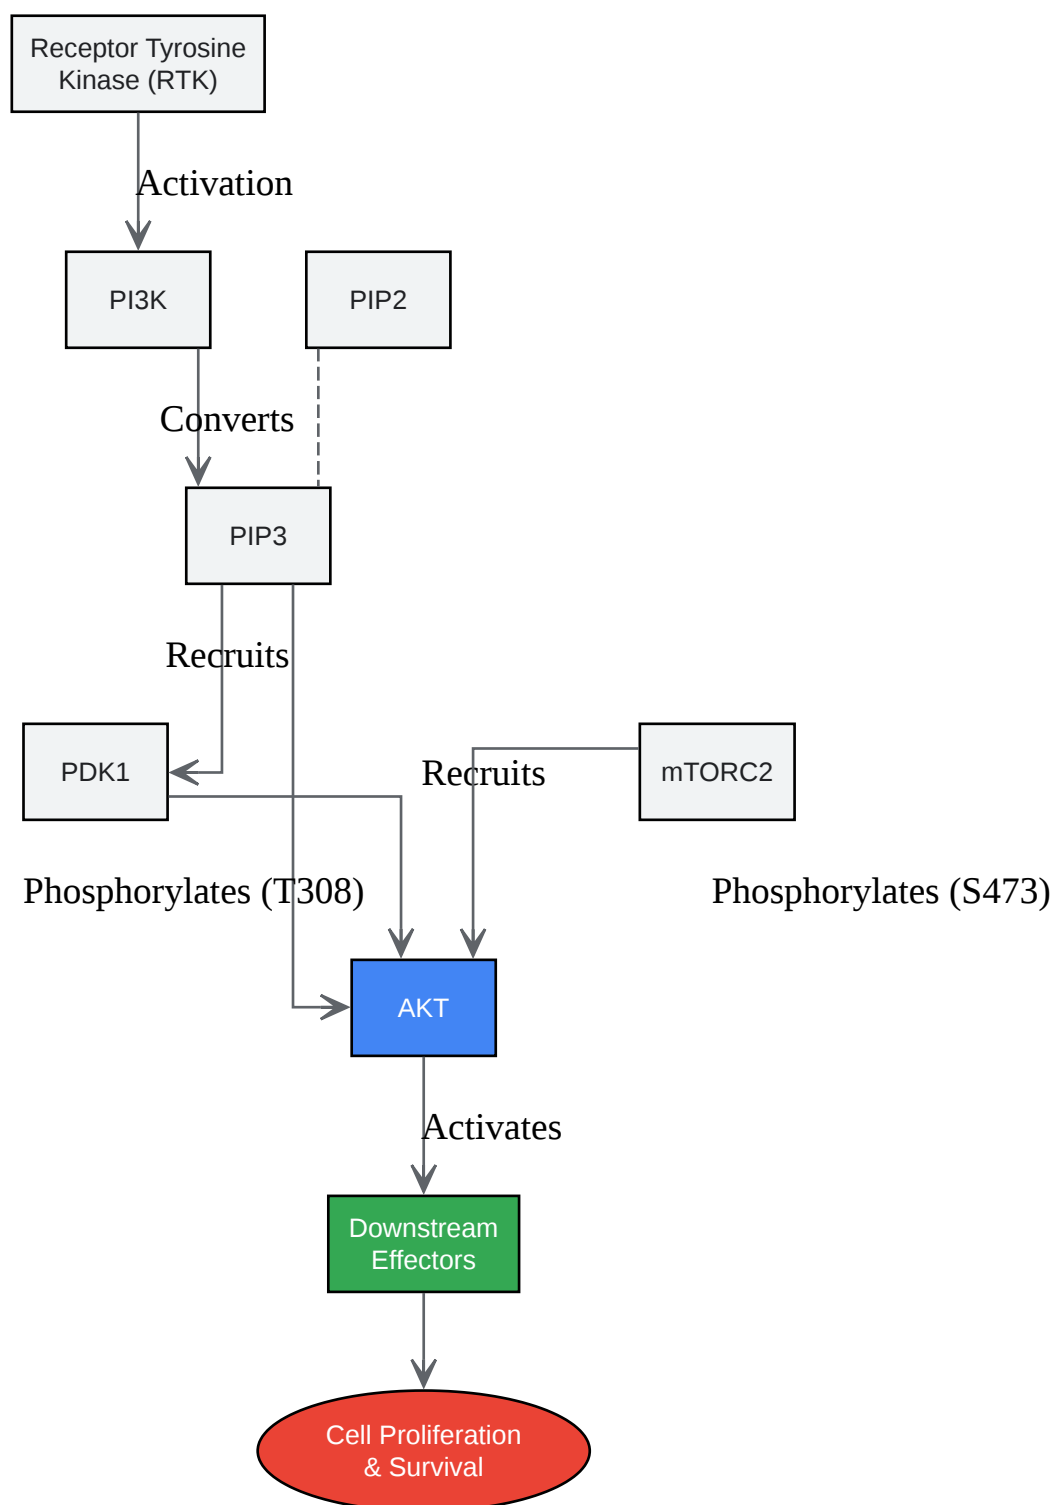 Receptor Tyrosine
Kinase (RTK)
Activation
PI3K
PIP2
Converts
PIP3
Recruits
PDK1
Recruits
mTORC2
Phosphorylates (T308)
Phosphorylates (S473)
AKT
Activates
Downstream
Effectors
Cell Proliferation
& Survival